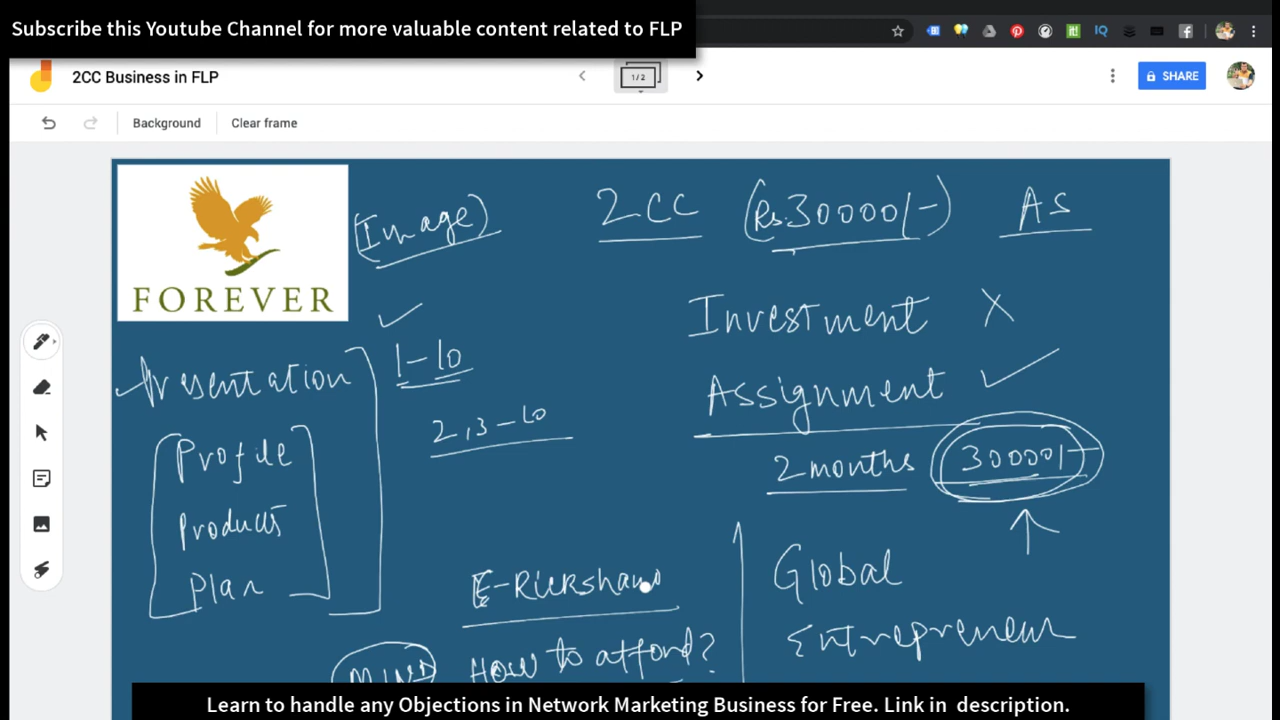 Subscribe this Youtube Channel for more valuable content related to FLP
2CC Business in FLP
1/2
SHARE
Background
Clear frame
FOREVER
(Image)
2CC (Rs.30000/-) AS
Investment X
Assignment ✓
2 months 30000/-
✓
1-10
2,3-10
Presentation
Profile
Products
Plan
E-Rickshaw
How to afford?
Global
Entrepreneur
Learn to handle any Objections in Network Marketing Business for Free. Link in description.